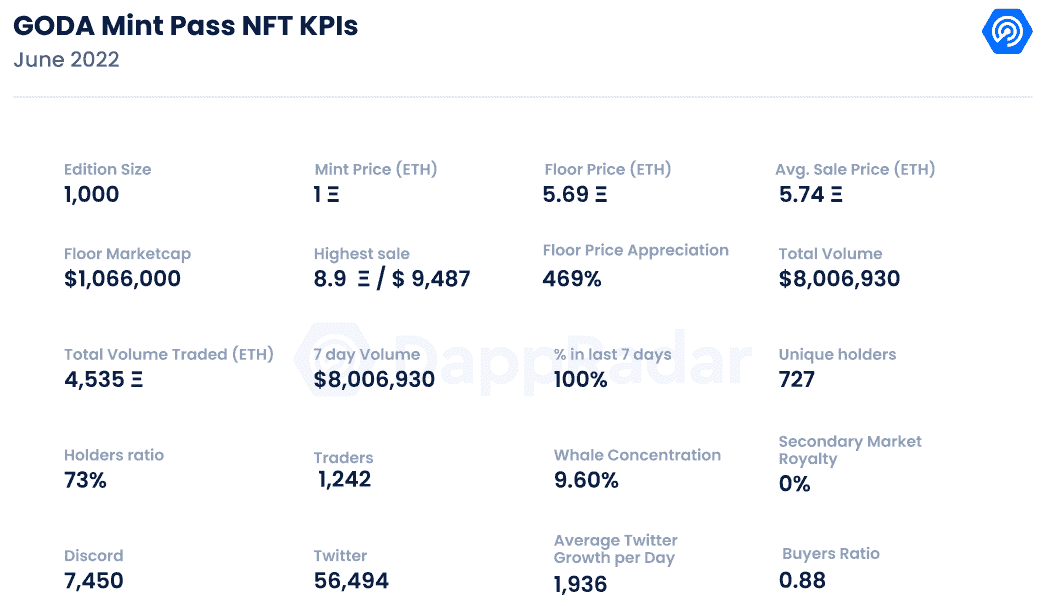 GODA Mint Pass NFT KPIs
June 2022
Edition Size
1,000
Mint Price (ETH)
1 Ξ
Floor Price (ETH)
5.69 Ξ
Avg. Sale Price (ETH)
5.74 Ξ
Floor Marketcap
$1,066,000
Highest sale
8.9 Ξ / $ 9,487
Floor Price Appreciation
469%
Total Volume
$8,006,930
Total Volume Traded (ETH)
4,535 Ξ
7 day Volume
$8,006,930
% in last 7 days
100%
Unique holders
727
DappRadar
Holders ratio
73%
Traders
1,242
Whale Concentration
9.60%
Secondary Market
Royalty
0%
Discord
7,450
Twitter
56,494
Average Twitter
Growth per Day
1,936
Buyers Ratio
0.88